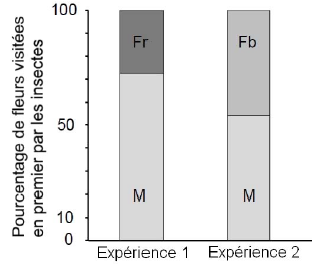 Pourcentage de fleurs visitées
en premier par les insectes
100
50
10
0
Fr
M
Fb
M
Expérience 1
Expérience 2